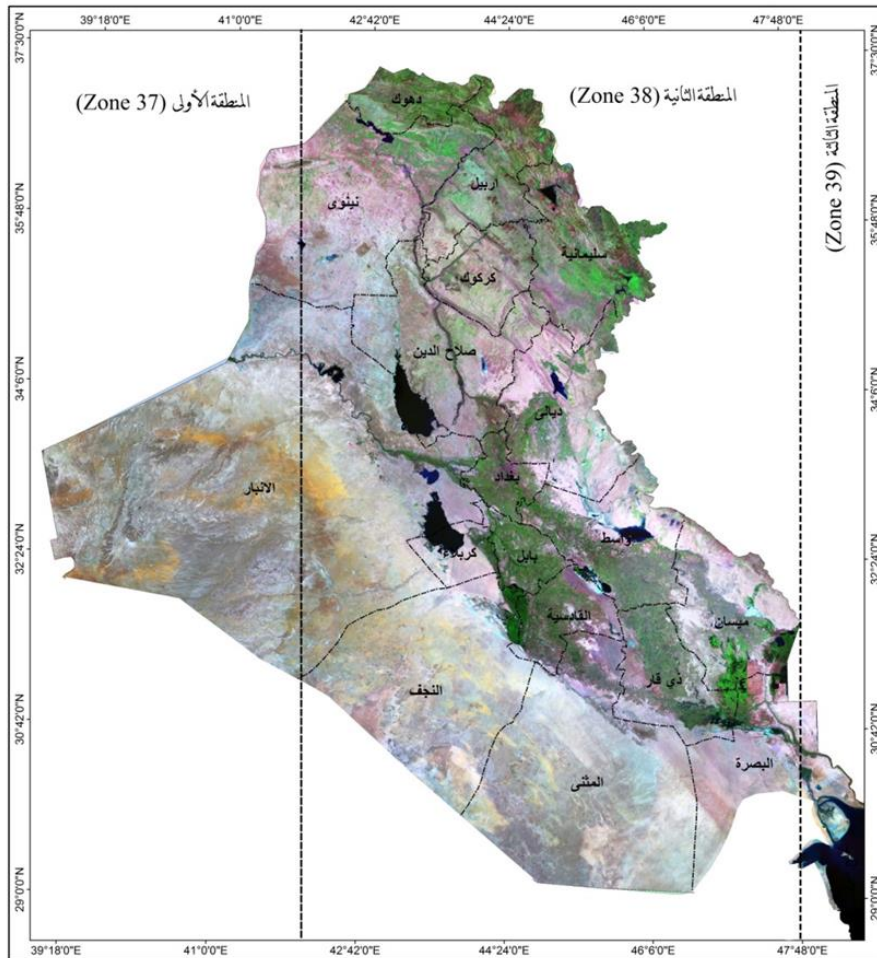 39°18'0"E 41°0'0"E 42°42'0"E 44°24'0"E 46°6'0"E 47°48'0"E
37°30'0"N
37°30'0"N
المنطقة الأولى (Zone 37)
المنطقة الثانية (Zone 38)
المنطقة الثالثة (Zone 39)
دهوك
اربيل
نينوى
35°48'0"N
35°48'0"N
سليمانية
كركوك
صلاح الدين
34°6'0"N
34°6'0"N
ديالى
بغداد
الانبار
واسط
32°24'0"N
32°24'0"N
كربلاء
بابل
القادسية
ميسان
ذي قار
النجف
30°42'0"N
30°42'0"N
البصرة
المثنى
29°0'0"N
29°0'0"N
39°18'0"E 41°0'0"E 42°42'0"E 44°24'0"E 46°6'0"E 47°48'0"E